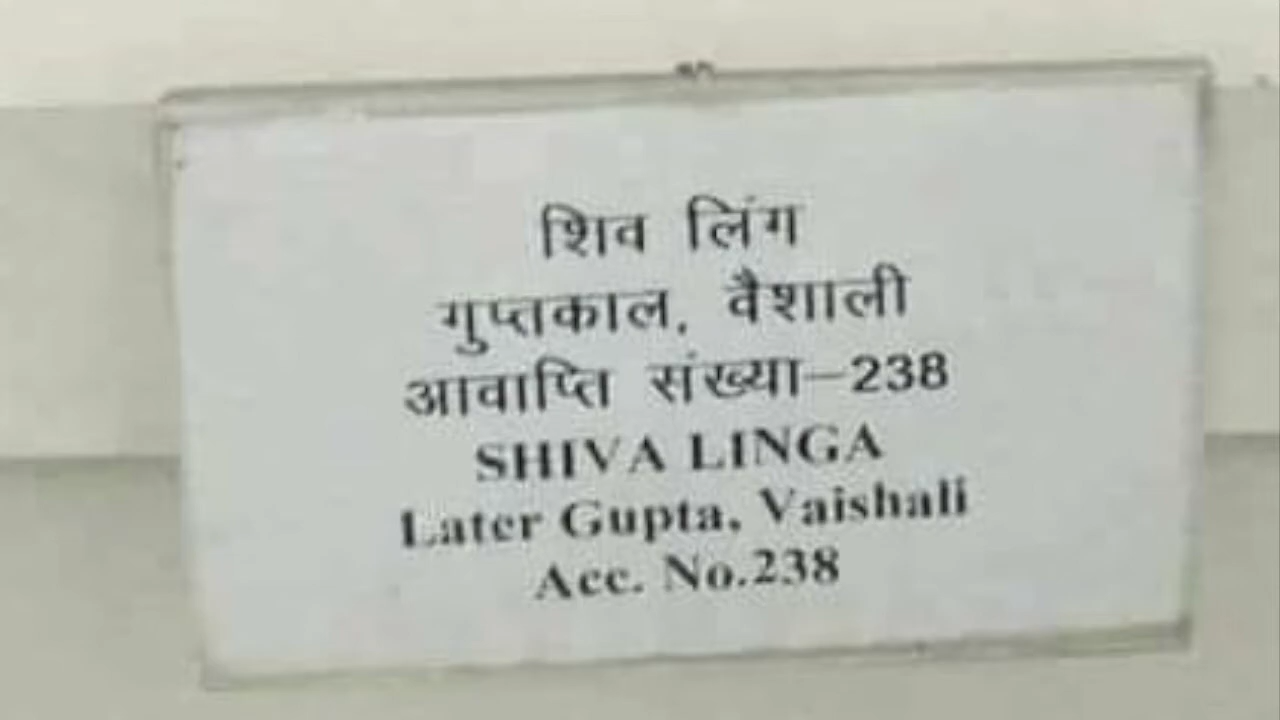 शिव लिंग
गुप्तकाल, वैशाली
आवाप्ति संख्या–238
SHIVA LINGA
Later Gupta, Vaishali
Acc. No.238